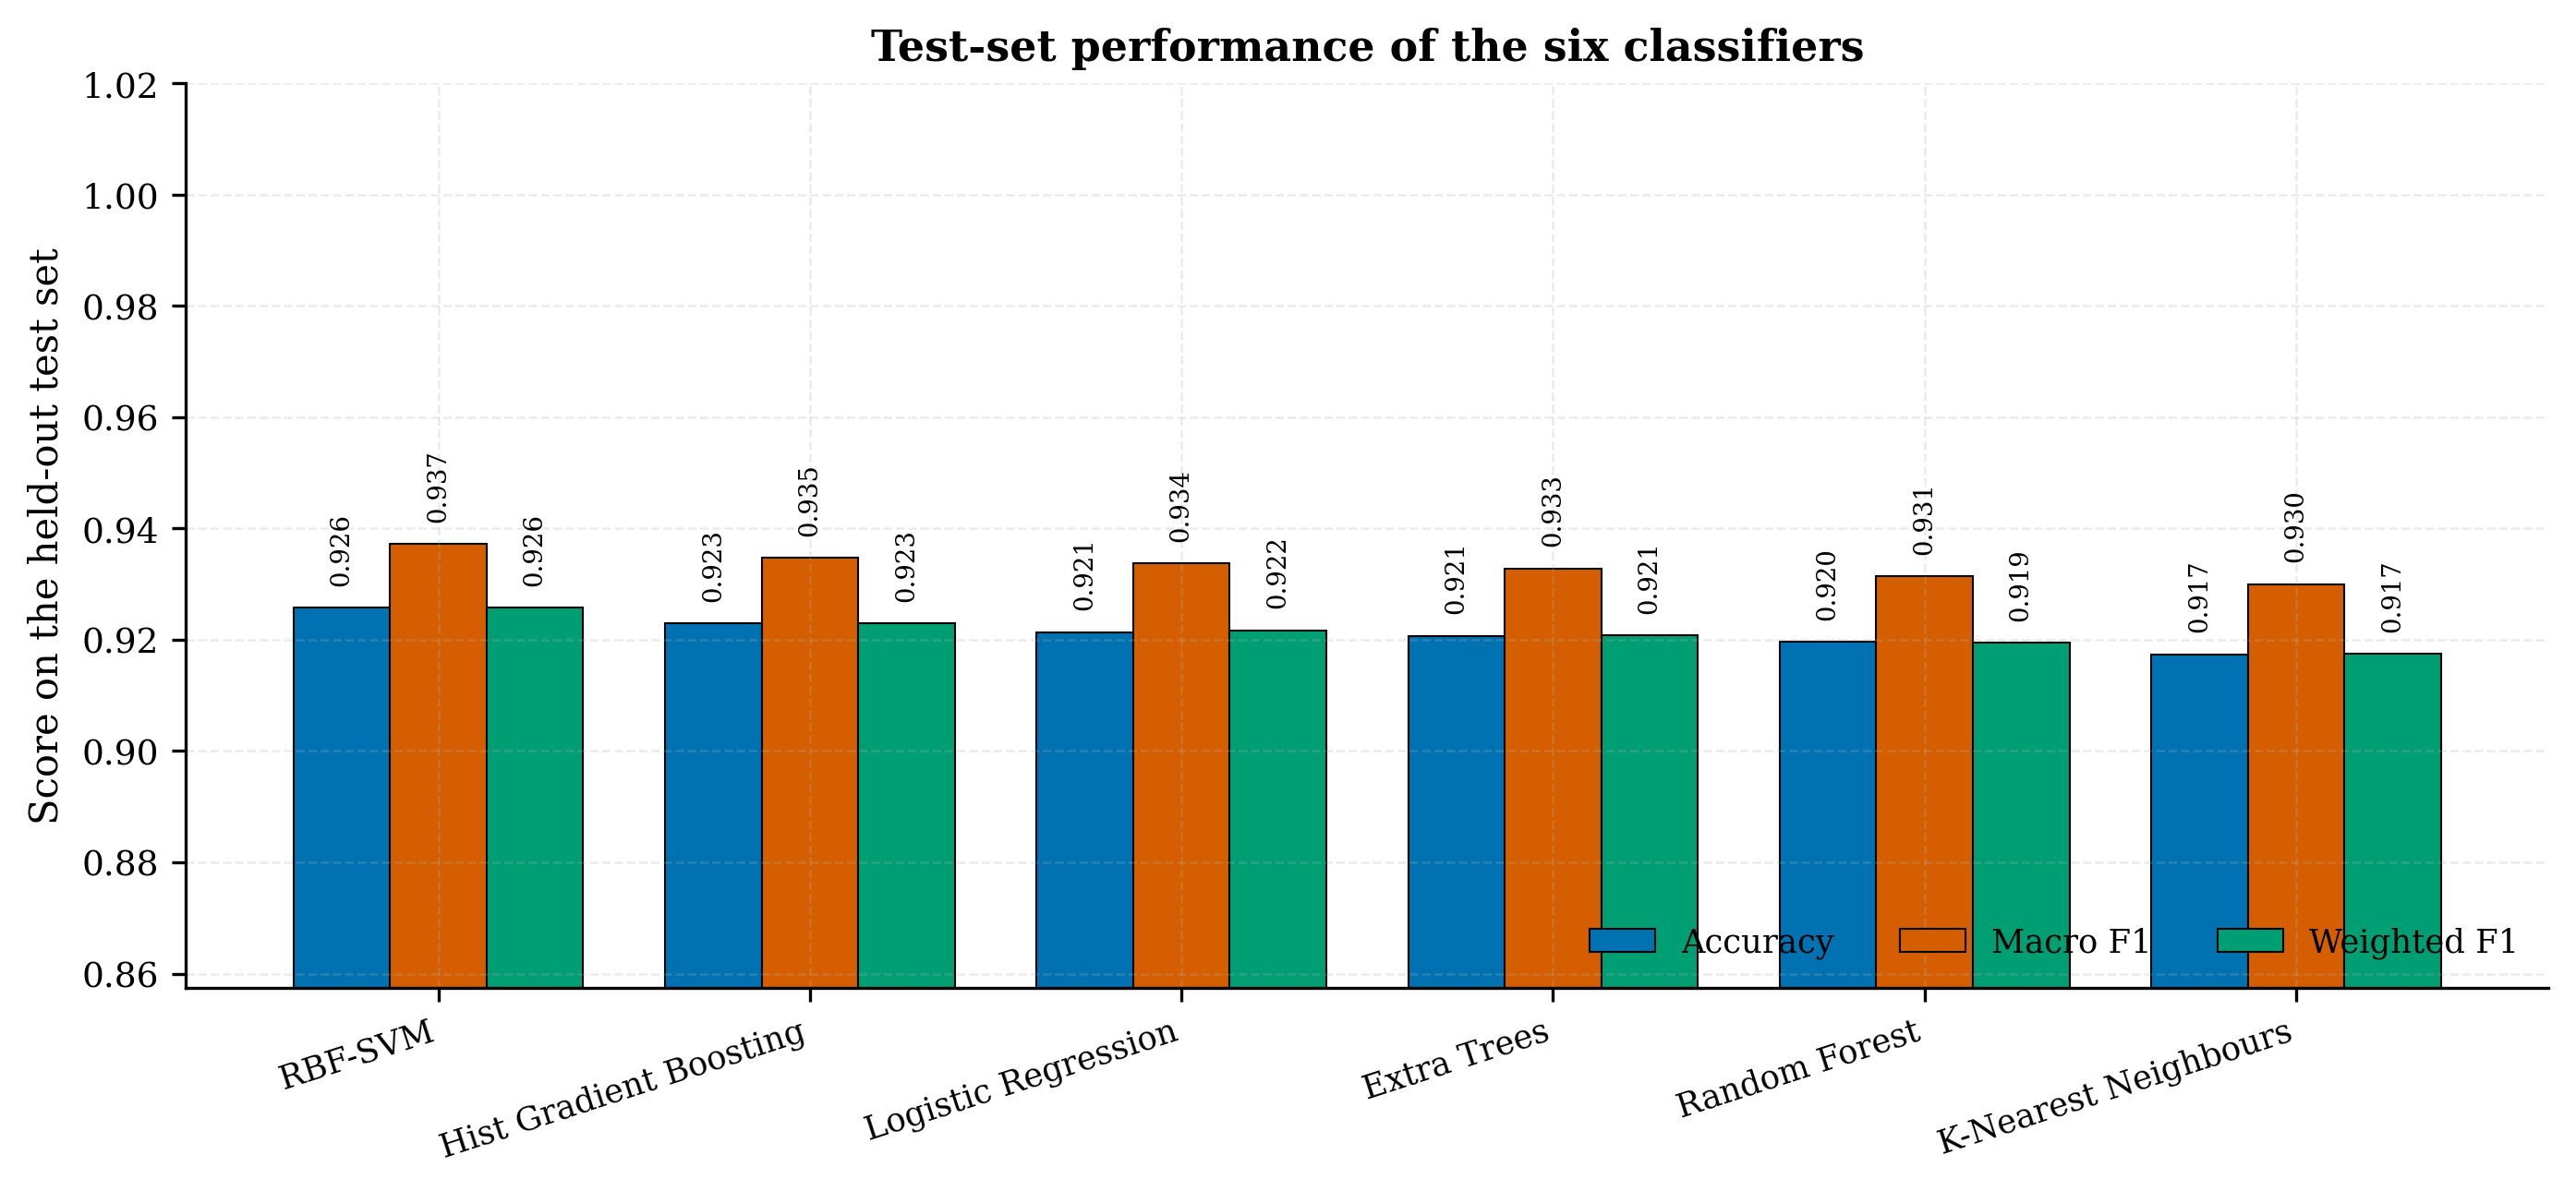 Test-set performance of the six classifiers
Score on the held-out test set
1.02
1.00
0.98
0.96
0.94
0.92
0.90
0.88
0.86
0.926
0.937
0.926
0.923
0.935
0.923
0.921
0.934
0.922
0.921
0.933
0.921
0.920
0.931
0.919
0.917
0.930
0.917
Accuracy
Macro F1
Weighted F1
RBF-SVM
Hist Gradient Boosting
Logistic Regression
Extra Trees
Random Forest
K-Nearest Neighbours